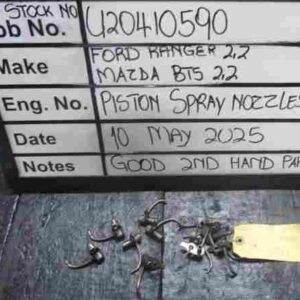 STOCK NO
ob No. U20410590
Make FORD RANGER 2,2
MAZDA BT5 2,2
Eng. No. PISTON SPRAY NOZZLES
Date 10 MAY 2025
Notes GOOD 2ND HAND PAR